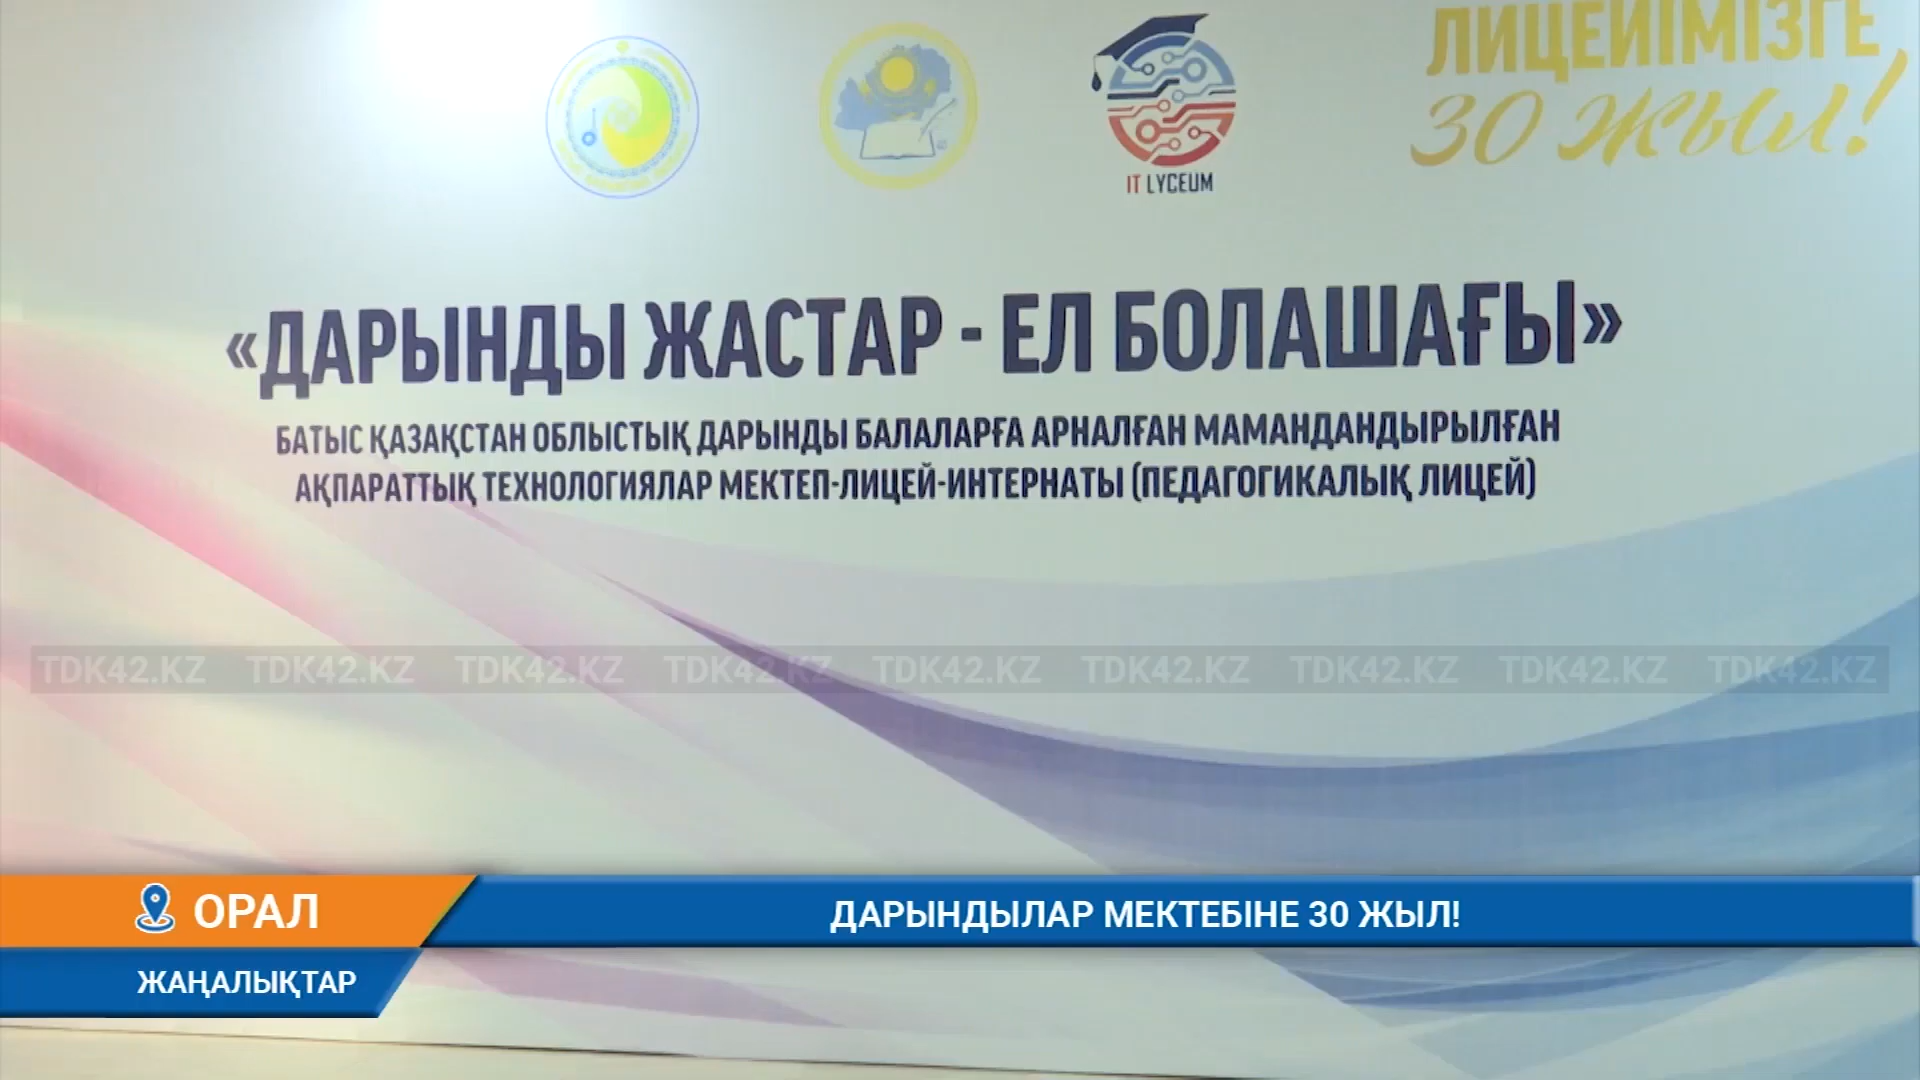 ЛИЦЕЙІМІЗГЕ
30 жыл!
IT LYCEUM
«ДАРЫНДЫ ЖАСТАР - ЕЛ БОЛАШАҒЫ»
БАТЫС ҚАЗАҚСТАН ОБЛЫСТЫҚ ДАРЫНДЫ БАЛАЛАРҒА АРНАЛҒАН МАМАНДАНДЫРЫЛҒАН
АҚПАРАТТЫҚ ТЕХНОЛОГИЯЛАР МЕКТЕП-ЛИЦЕЙ-ИНТЕРНАТЫ (ПЕДАГОГИКАЛЫҚ ЛИЦЕЙ)
TDK42.KZ TDK42.KZ TDK42.KZ TDK42.KZ TDK42.KZ TDK42.KZ TDK42.KZ TDK42.KZ TDK42.KZ
ОРАЛ
ДАРЫНДЫЛАР МЕКТЕБІНЕ 30 ЖЫЛ!
ЖАҢАЛЫҚТАР